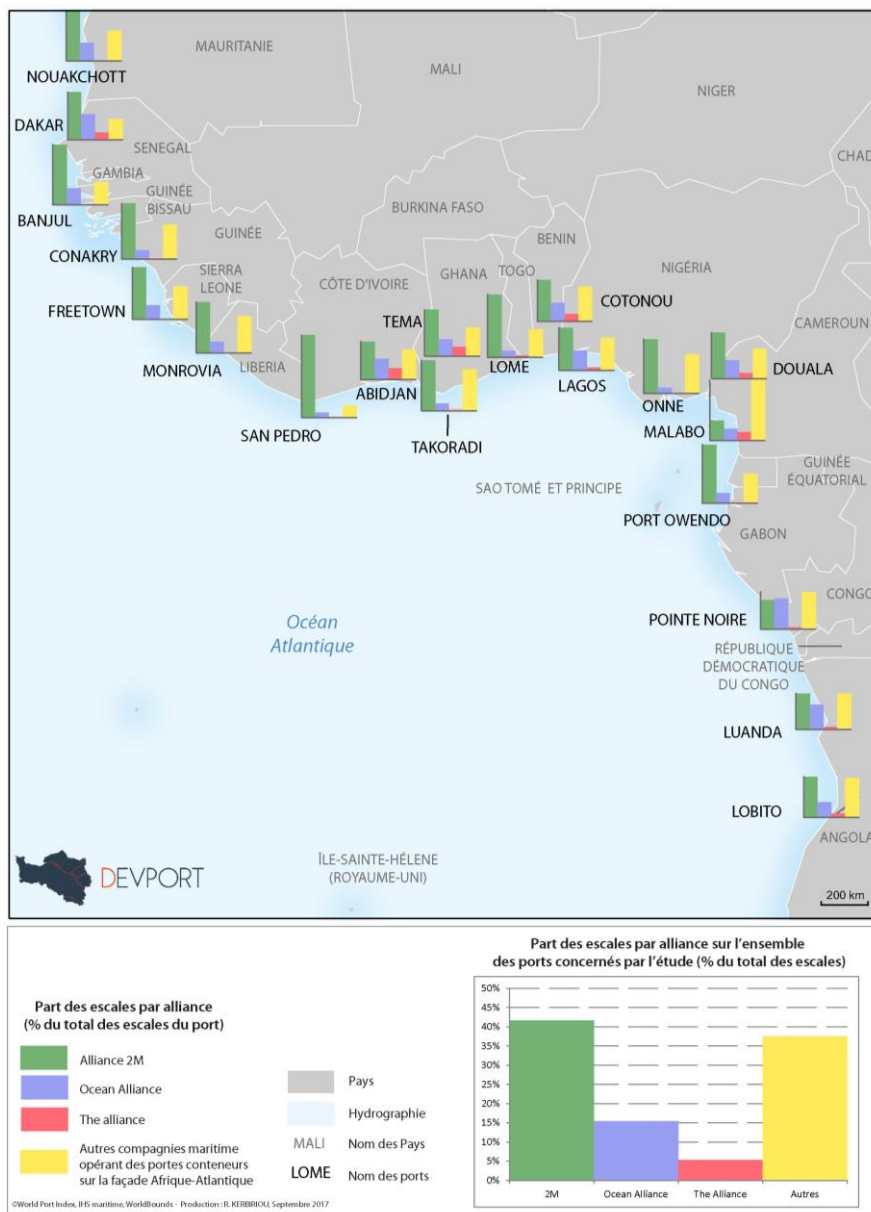 MAURITANIE
NOUAKCHOTT
MALI
NIGER
DAKAR
SENEGAL
CHAD
GAMBIA
GUINÉE
BISSAU
BANJUL
BURKINA FASO
GUINÉE
BENIN
CONAKRY
NIGÉRIA
SIERRA
LEONE
CÔTE D'IVOIRE
GHANA
TOGO
FREETOWN
TEMA
COTONOU
CAMEROUN
MONROVIA
LIBERIA
ABIDJAN
LOME
LAGOS
DOUALA
ONNE
SAN PEDRO
TAKORADI
MALABO
GUINÉE
ÉQUATORIAL
SAO TOMÉ ET PRINCIPE
PORT OWENDO
GABON
CONGO
POINTE NOIRE
Océan
Atlantique
RÉPUBLIQUE
DÉMOCRATIQUE
DU CONGO
LUANDA
LOBITO
ANGOLA
DEVPORT
ÎLE-SAINTE-HÉLENE
(ROYAUME-UNI)
200 km
Part des escales par alliance
(% du total des escales du port)
Alliance 2M
Ocean Alliance
The alliance
Autres compagnies maritime
opérant des portes conteneurs
sur la façade Afrique-Atlantique
Pays
Hydrographie
MALI Nom des Pays
LOME Nom des ports
Part des escales par alliance sur l'ensemble
des ports concernés par l'étude (% du total des escales)
50%
45%
40%
35%
30%
25%
20%
15%
10%
5%
0%
2M Ocean Alliance The Alliance Autres
©World Port Index, IHS maritime, WorldBounds - Production : R. KERBIRIOU, Septembre 2017